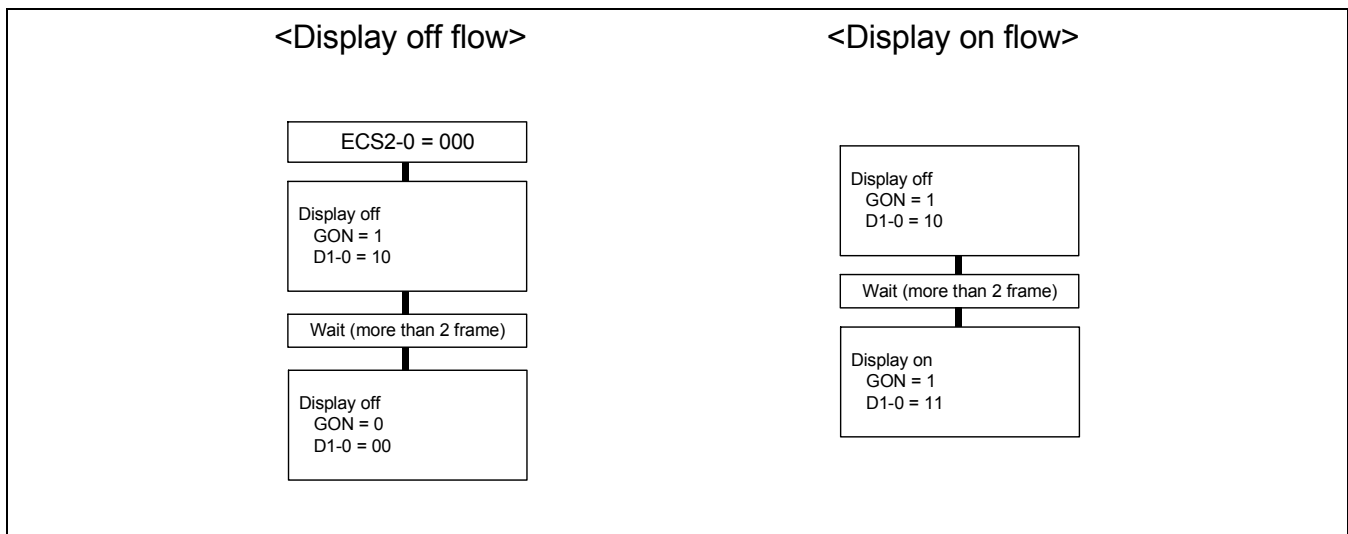 <Display off flow>
ECS2-0 = 000
Display off
GON = 1
D1-0 = 10
Wait (more than 2 frame)
Display off
GON = 0
D1-0 = 00
<Display on flow>
Display off
GON = 1
D1-0 = 10
Wait (more than 2 frame)
Display on
GON = 1
D1-0 = 11